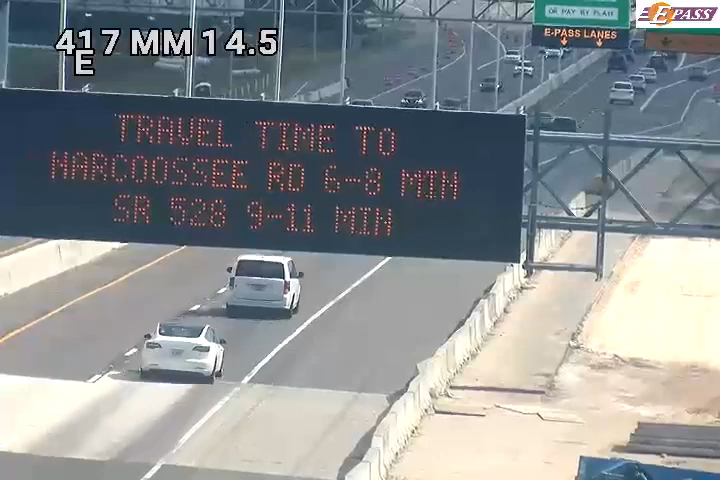 417 MM 14.5
E
OR PAY BY PLATE
E-PASS LANES
E-PASS
TRAVEL TIME TO
NARCOOSSEE RD 6-8 MIN
SR 528 9-11 MIN